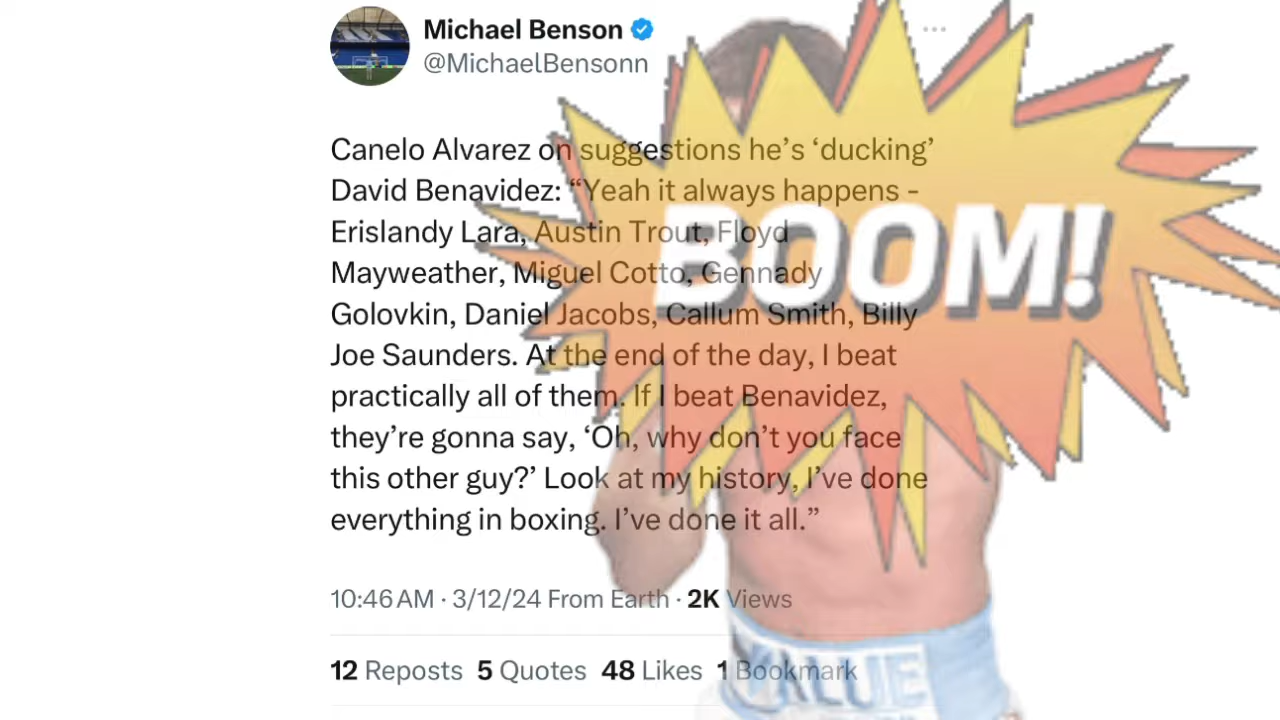 Michael Benson
@MichaelBensonn
Canelo Alvarez on suggestions he’s ‘ducking’
David Benavidez: “Yeah it always happens -
Erislandy Lara, Austin Trout, Floyd
Mayweather, Miguel Cotto, Gennady
Golovkin, Daniel Jacobs, Callum Smith, Billy
Joe Saunders. At the end of the day, I beat
practically all of them. If I beat Benavidez,
they’re gonna say, ‘Oh, why don’t you face
this other guy?’ Look at my history, I’ve done
everything in boxing. I’ve done it all.”
BOOM!
10:46 AM · 3/12/24 From Earth · 2K Views
12 Reposts 5 Quotes 48 Likes 1 Bookmark